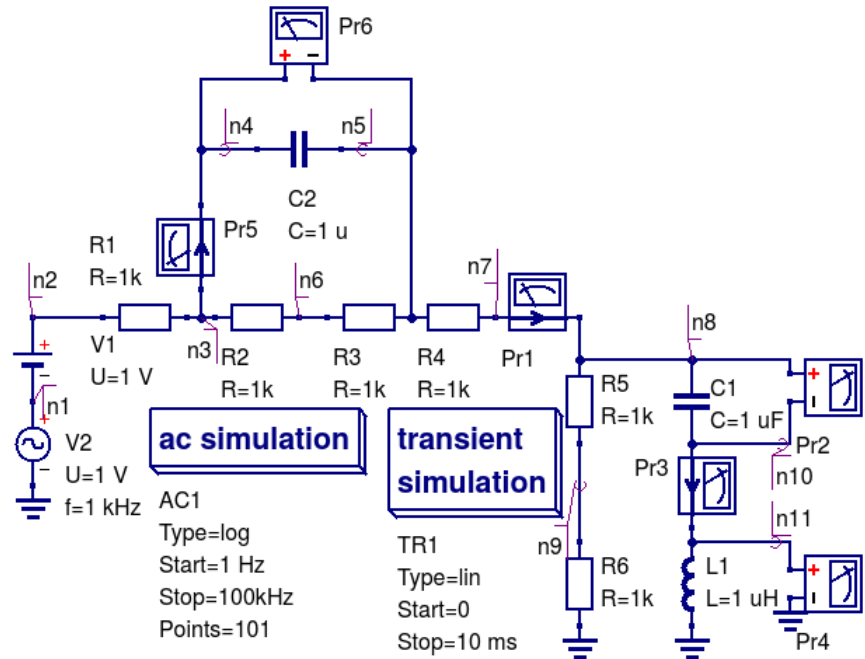 Pr6
n4
n5
C2
C=1 u
Pr5
R1
R=1k
n2
n6
n7
n3
R2
R=1k
R3
R=1k
R4
R=1k
Pr1
n8
V1
U=1 V
n1
V2
U=1 V
f=1 kHz
ac simulation
AC1
Type=log
Start=1 Hz
Stop=100kHz
Points=101
transient
simulation
TR1
Type=lin
Start=0
Stop=10 ms
R5
R=1k
C1
C=1 uF
Pr2
Pr3
n10
n11
n9
R6
R=1k
L1
L=1 uH
Pr4